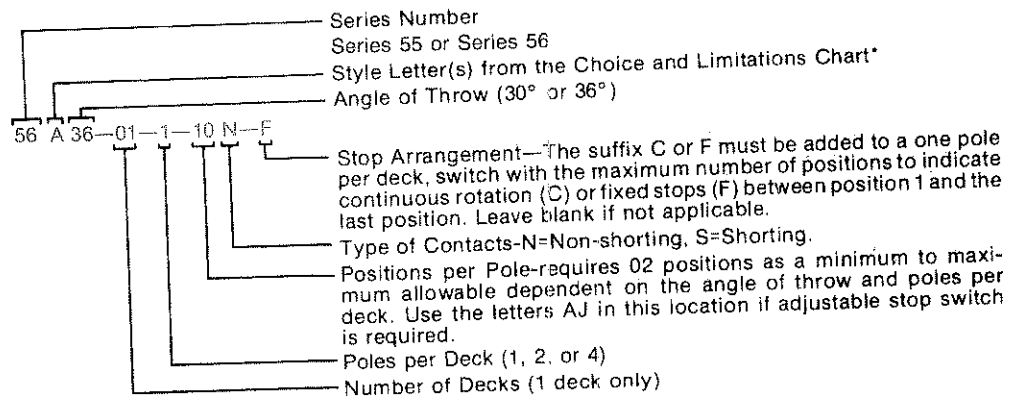 Series Number
Series 55 or Series 56
Style Letter(s) from the Choice and Limitations Chart*
Angle of Throw (30° or 36°)
56 A 36—01—1—10 N—F
Stop Arrangement—The suffix C or F must be added to a one pole
per deck, switch with the maximum number of positions to indicate
continuous rotation (C) or fixed stops (F) between position 1 and the
last position. Leave blank if not applicable.
Type of Contacts-N=Non-shorting, S=Shorting.
Positions per Pole-requires 02 positions as a minimum to maxi-
mum allowable dependent on the angle of throw and poles per
deck. Use the letters AJ in this location if adjustable stop switch
is required.
Poles per Deck (1, 2, or 4)
Number of Decks (1 deck only)